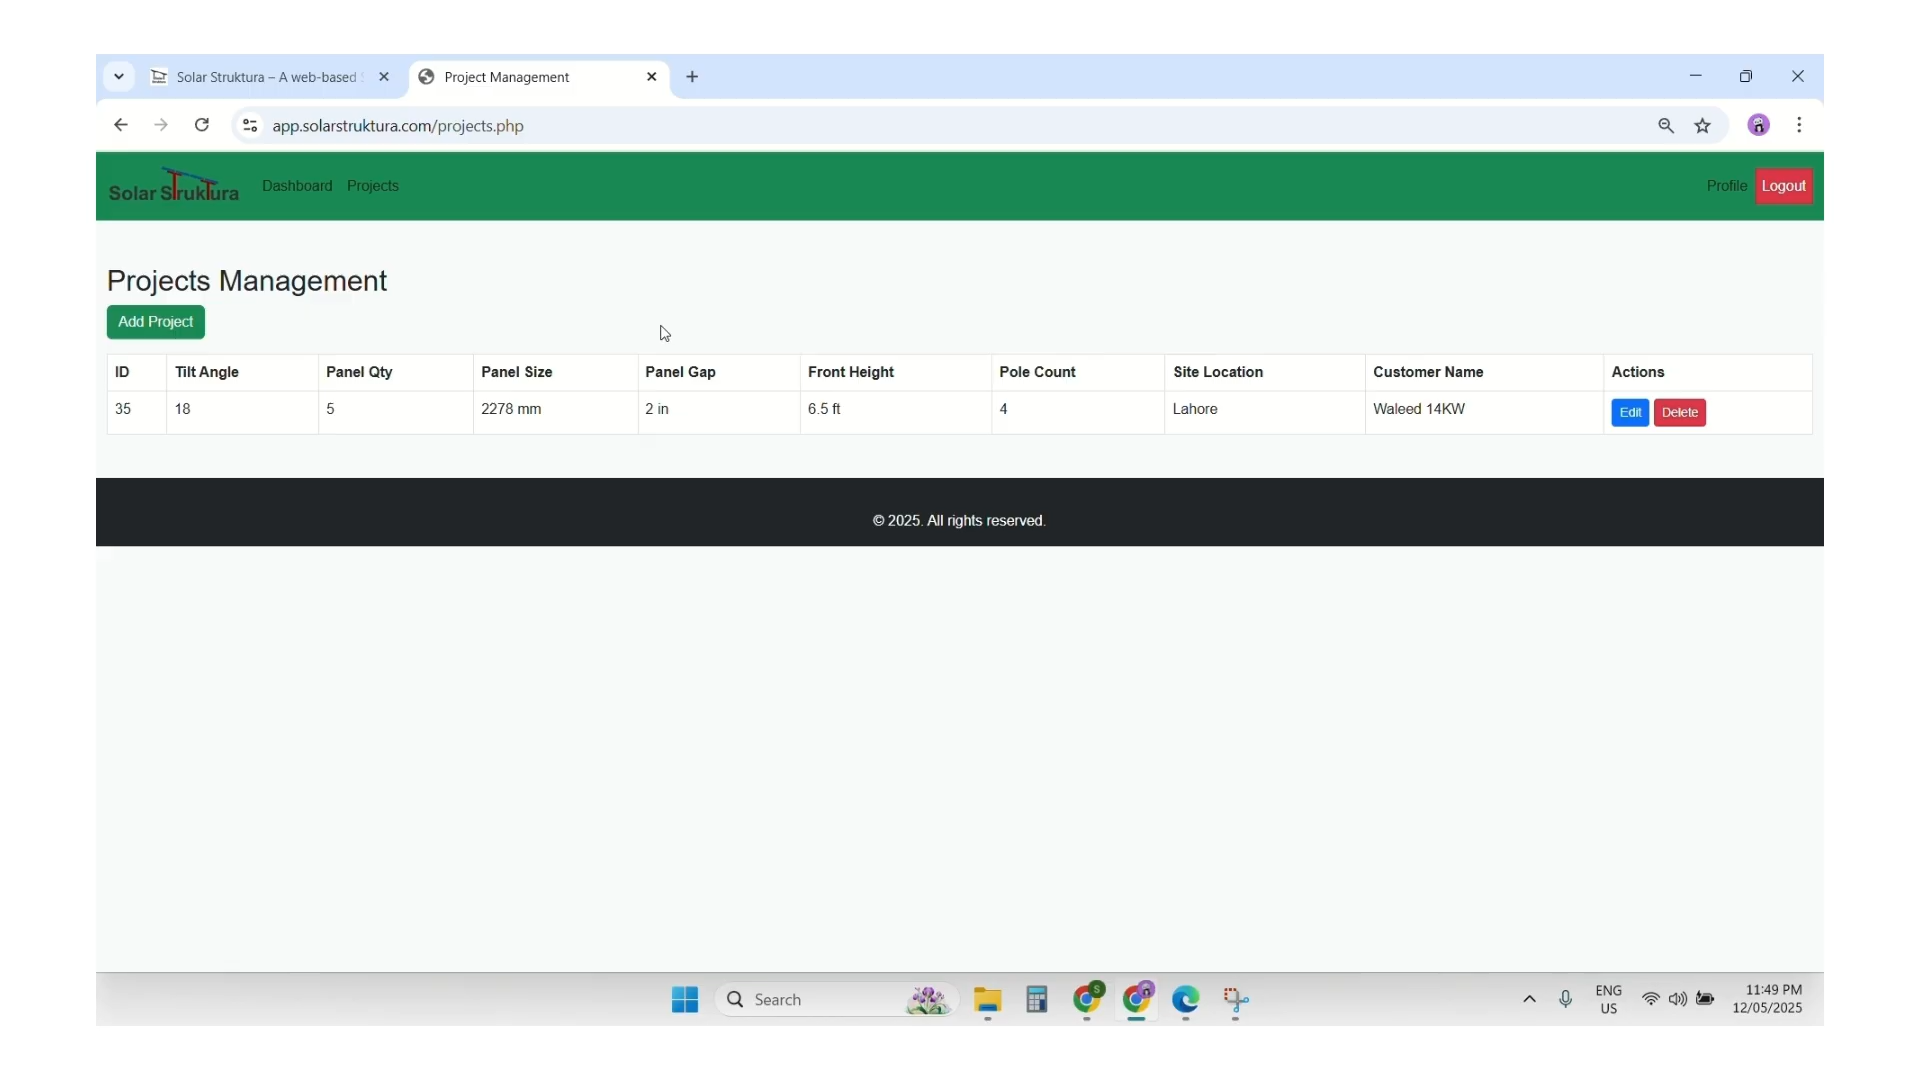 Solar Struktura – A web-based
Project Management
app.solarstruktura.com/projects.php
Solar StrukTura
Dashboard
Projects
Profile
Logout
Projects Management
Add Project
ID
Tilt Angle
Panel Qty
Panel Size
Panel Gap
Front Height
Pole Count
Site Location
Customer Name
Actions
35
18
5
2278 mm
2 in
6.5 ft
4
Lahore
Waleed 14KW
Edit
Delete
© 2025. All rights reserved.
Search
S
ENG
US
11:49 PM
12/05/2025